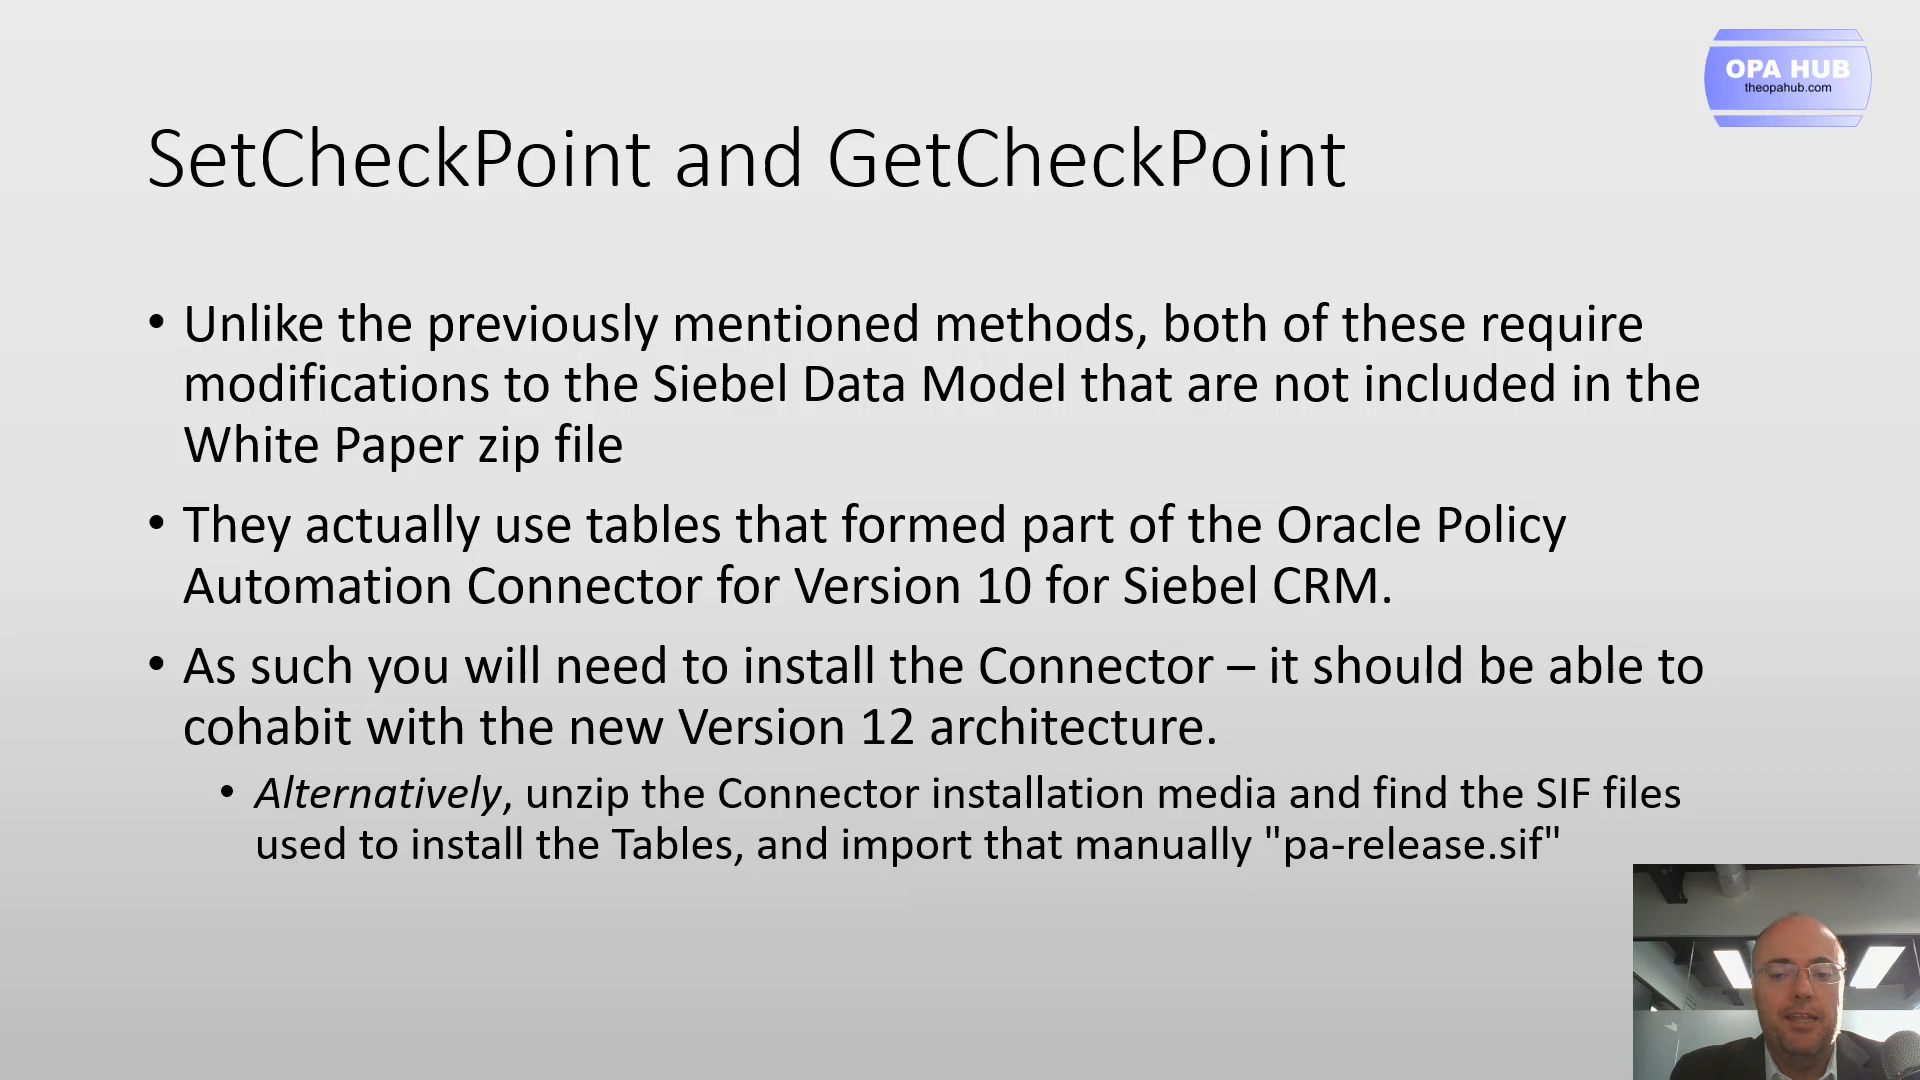 OPA HUB
theopahub.com
SetCheckPoint and GetCheckPoint
• Unlike the previously mentioned methods, both of these require
modifications to the Siebel Data Model that are not included in the
White Paper zip file
• They actually use tables that formed part of the Oracle Policy
Automation Connector for Version 10 for Siebel CRM.
• As such you will need to install the Connector – it should be able to
cohabit with the new Version 12 architecture.
• Alternatively, unzip the Connector installation media and find the SIF files
used to install the Tables, and import that manually "pa-release.sif"